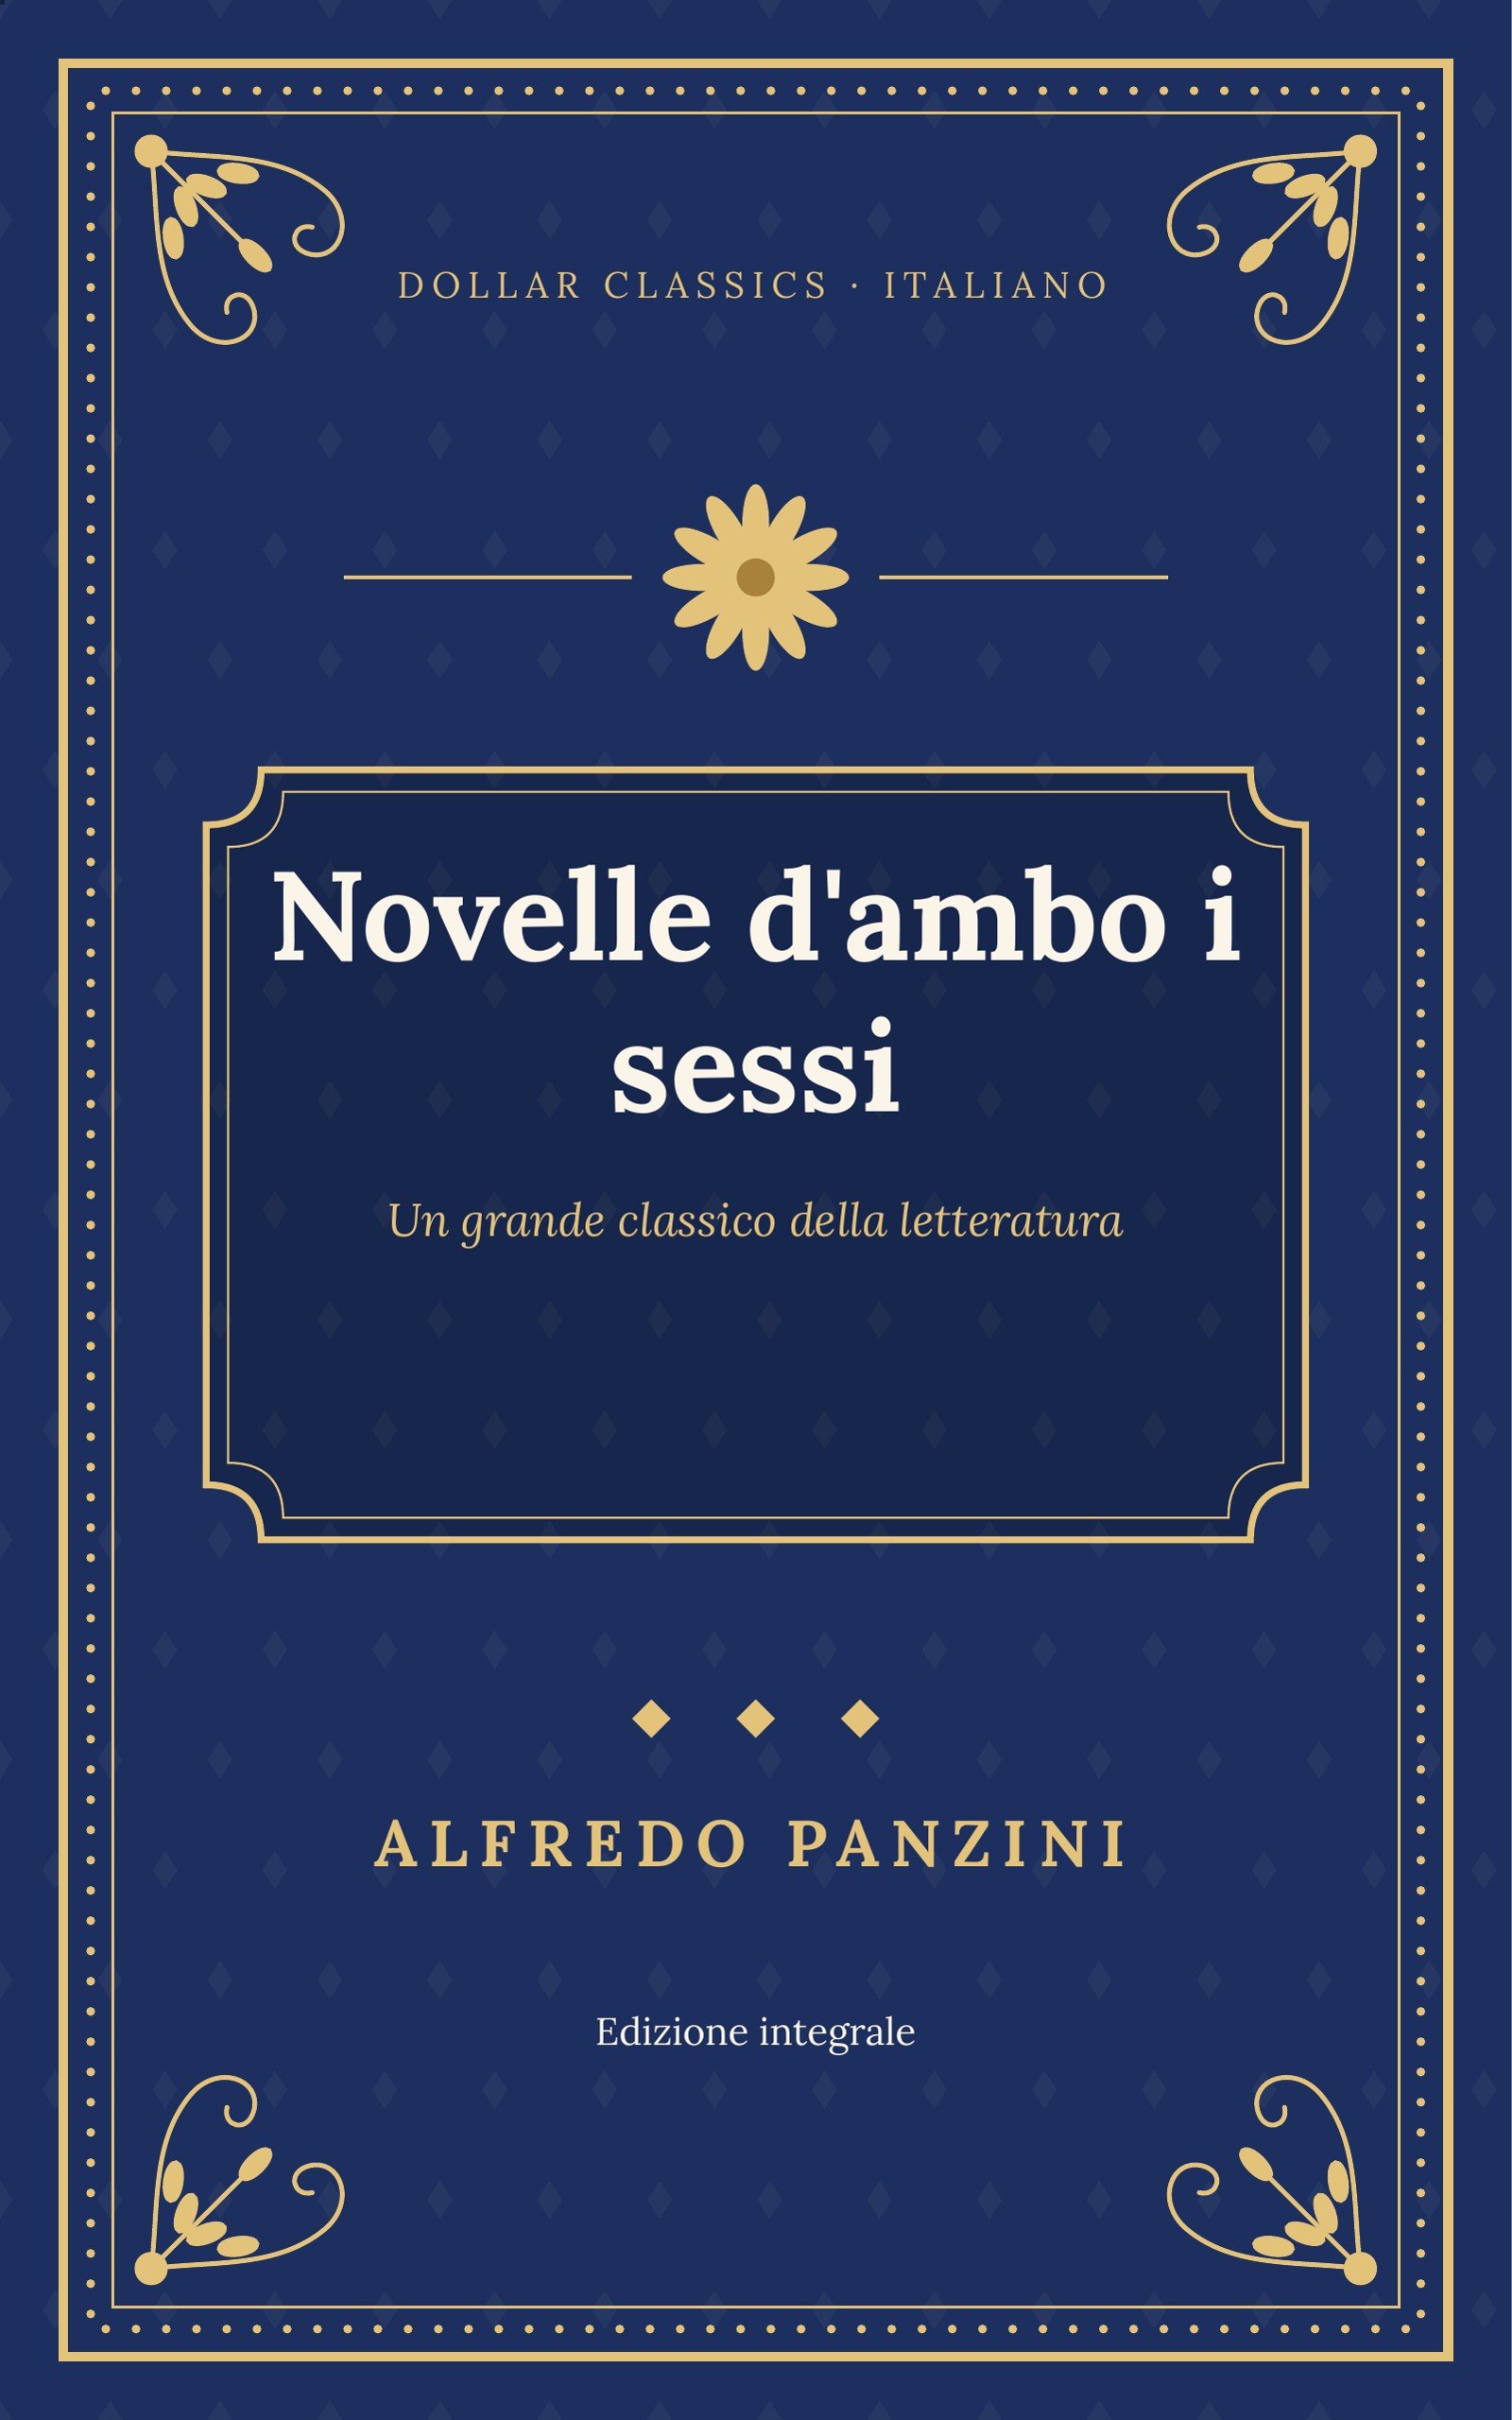 DOLLAR CLASSICS · ITALIANO
Novelle d'ambo i
sessi
Un grande classico della letteratura
ALFREDO PANZINI
Edizione integrale